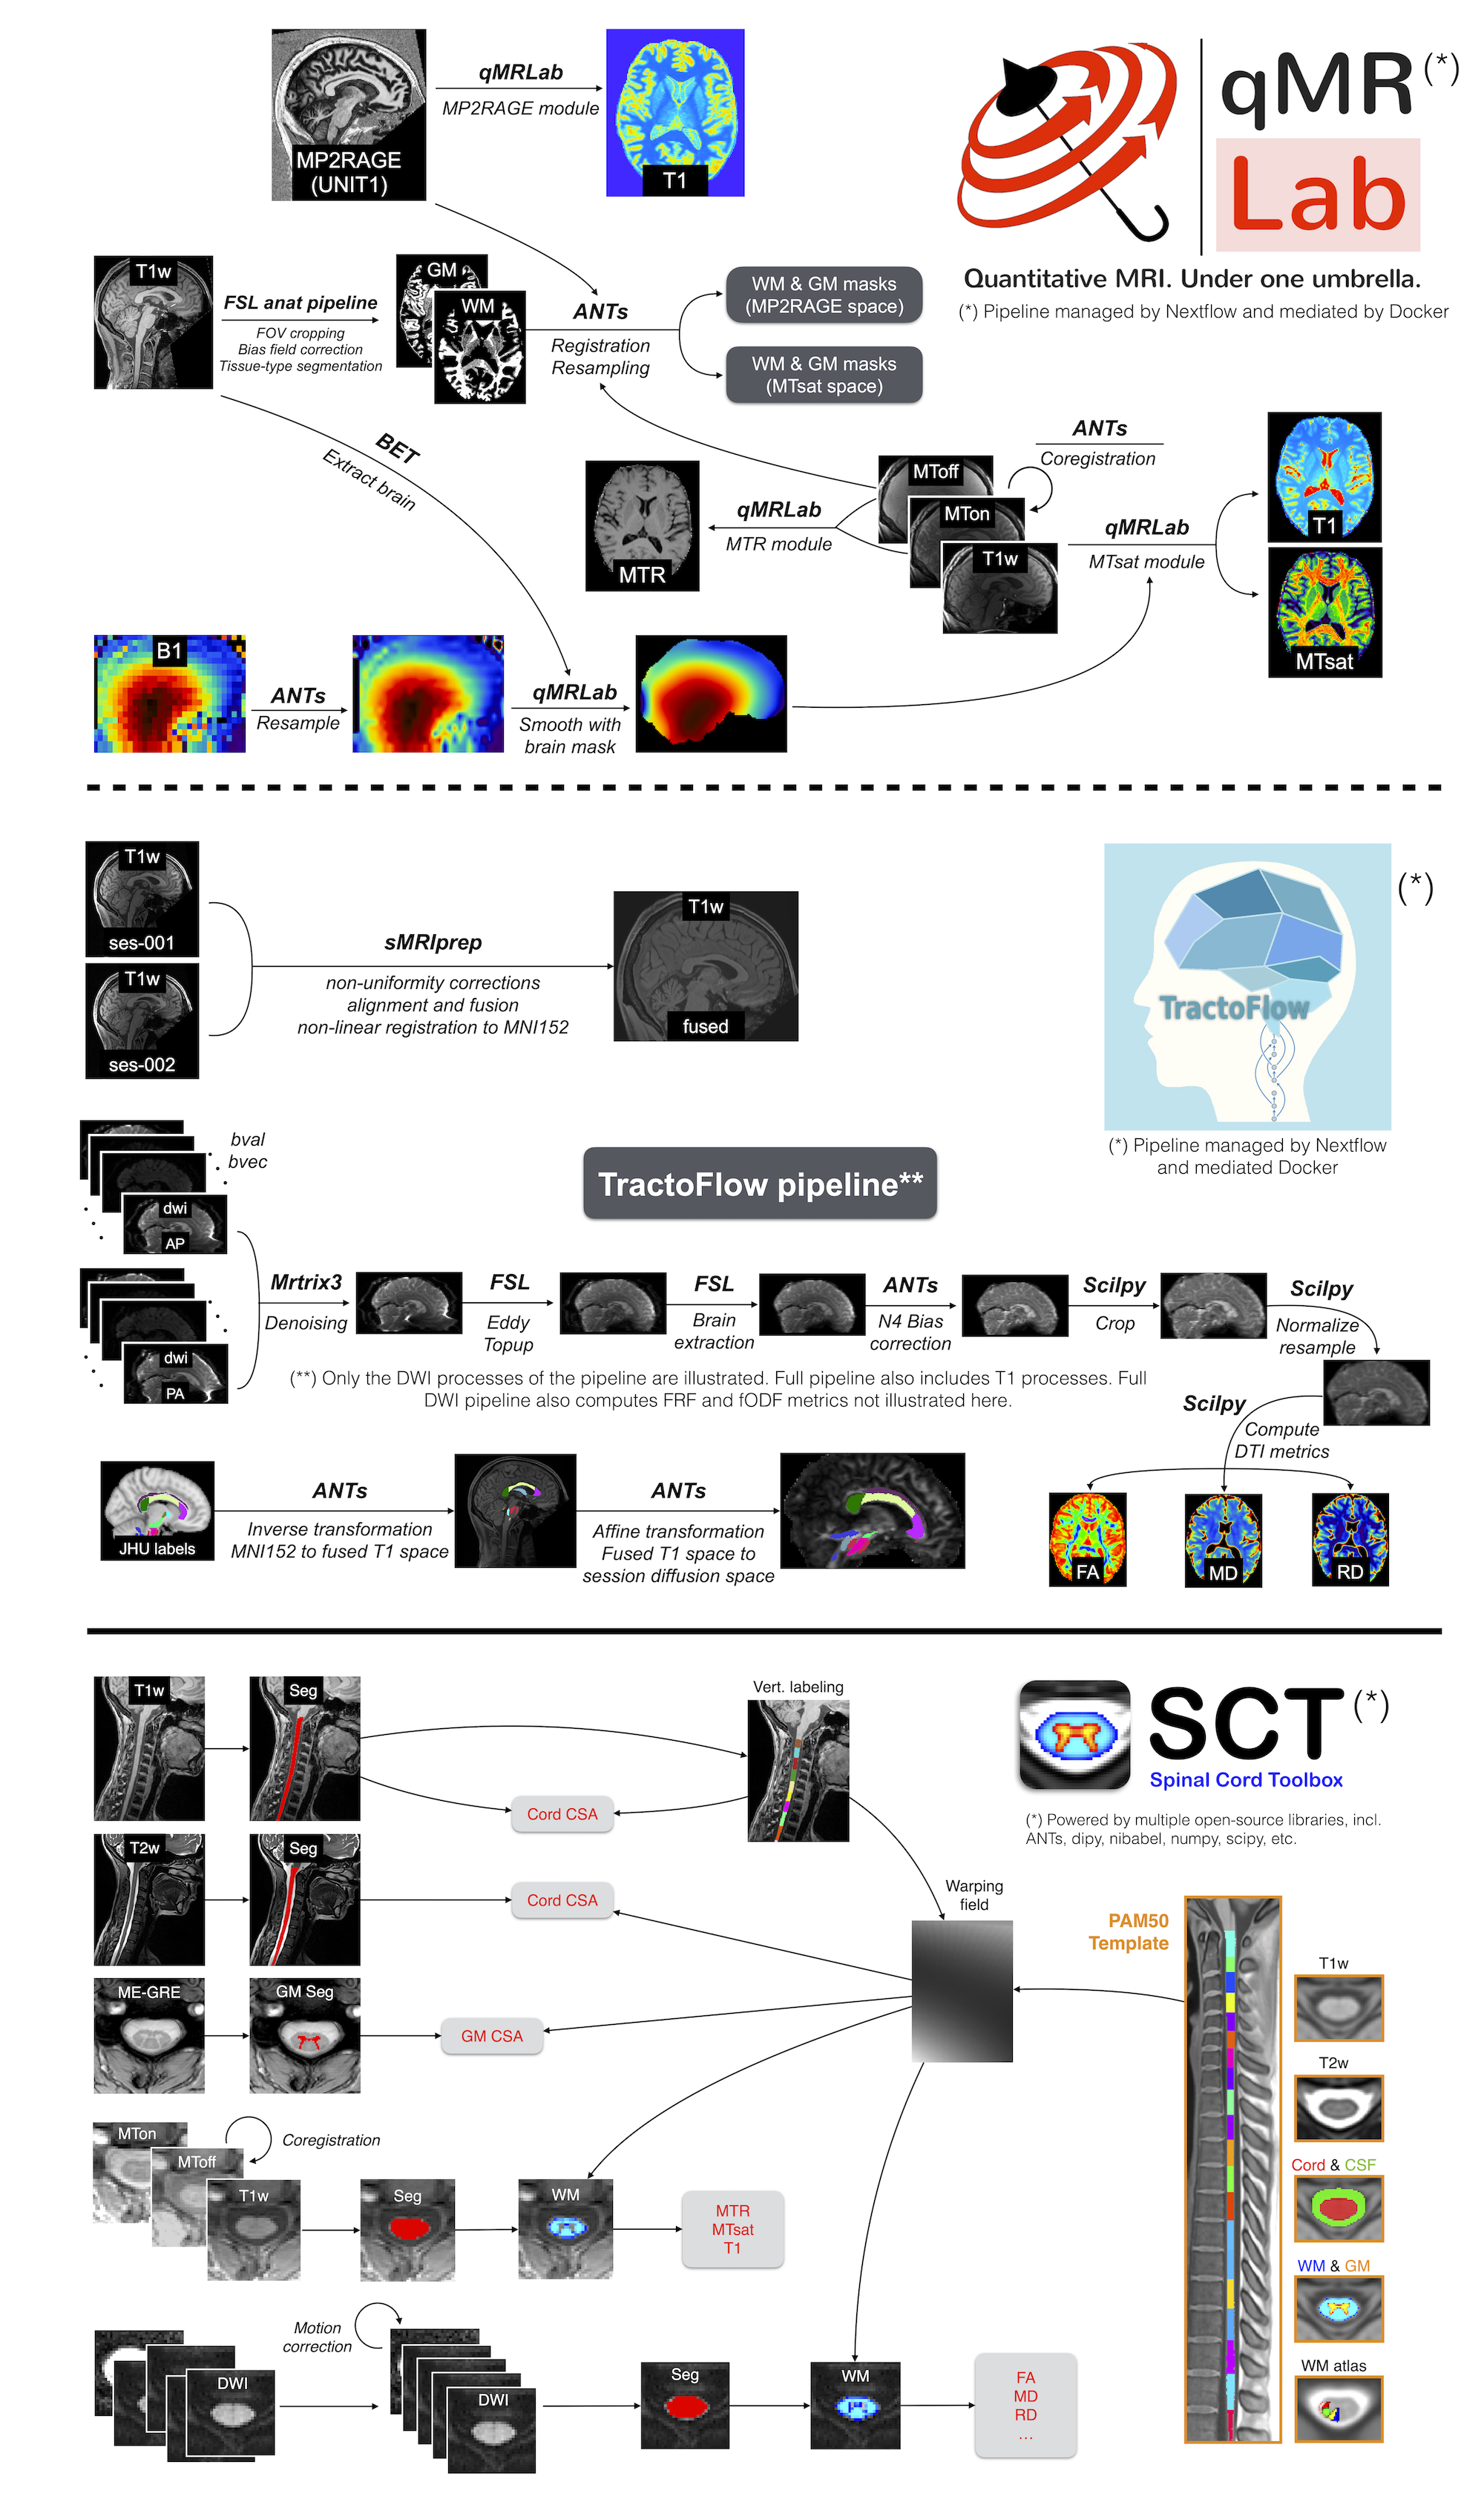 MP2RAGE
(UNIT1)
qMRLab
MP2RAGE module
T1
qMR (*)
Lab
Quantitative MRI. Under one umbrella.
(*) Pipeline managed by Nextflow and mediated by Docker
T1w
FSL anat pipeline
FOV cropping
Bias field correction
Tissue-type segmentation
GM
WM
ANTs
Registration
Resampling
WM & GM masks
(MP2RAGE space)
WM & GM masks
(MTsat space)
BET
Extract brain
MTR
qMRLab
MTR module
MToff
MTon
T1w
ANTs
Coregistration
qMRLab
MTsat module
T1
MTsat
B1
ANTs
Resample
qMRLab
Smooth with
brain mask
T1w
ses-001
T1w
ses-002
sMRIprep
non-uniformity corrections
alignment and fusion
non-linear registration to MNI152
T1w
fused
TractoFlow
(*)
(*) Pipeline managed by Nextflow
and mediated Docker
bval
bvec
dwi
AP
dwi
PA
TractoFlow pipeline**
Mrtrix3
Denoising
FSL
Eddy
Topup
FSL
Brain
extraction
ANTs
N4 Bias
correction
Scilpy
Crop
Scilpy
Normalize
resample
(**) Only the DWI processes of the pipeline are illustrated. Full pipeline also includes T1 processes. Full
DWI pipeline also computes FRF and fODF metrics not illustrated here.
Scilpy
Compute
DTI metrics
FA
MD
RD
JHU labels
ANTs
Inverse transformation
MNI152 to fused T1 space
ANTs
Affine transformation
Fused T1 space to
session diffusion space
T1w
Seg
Vert. labeling
Cord CSA
SCT (*)
Spinal Cord Toolbox
(*) Powered by multiple open-source libraries, incl.
ANTs, dipy, nibabel, numpy, scipy, etc.
T2w
Seg
Cord CSA
Warping
field
PAM50
Template
ME-GRE
GM Seg
GM CSA
T1w
T2w
Cord & CSF
WM & GM
WM atlas
MTon
MToff
T1w
Coregistration
Seg
WM
MTR
MTsat
T1
DWI
Motion
correction
DWI
Seg
WM
FA
MD
RD
...